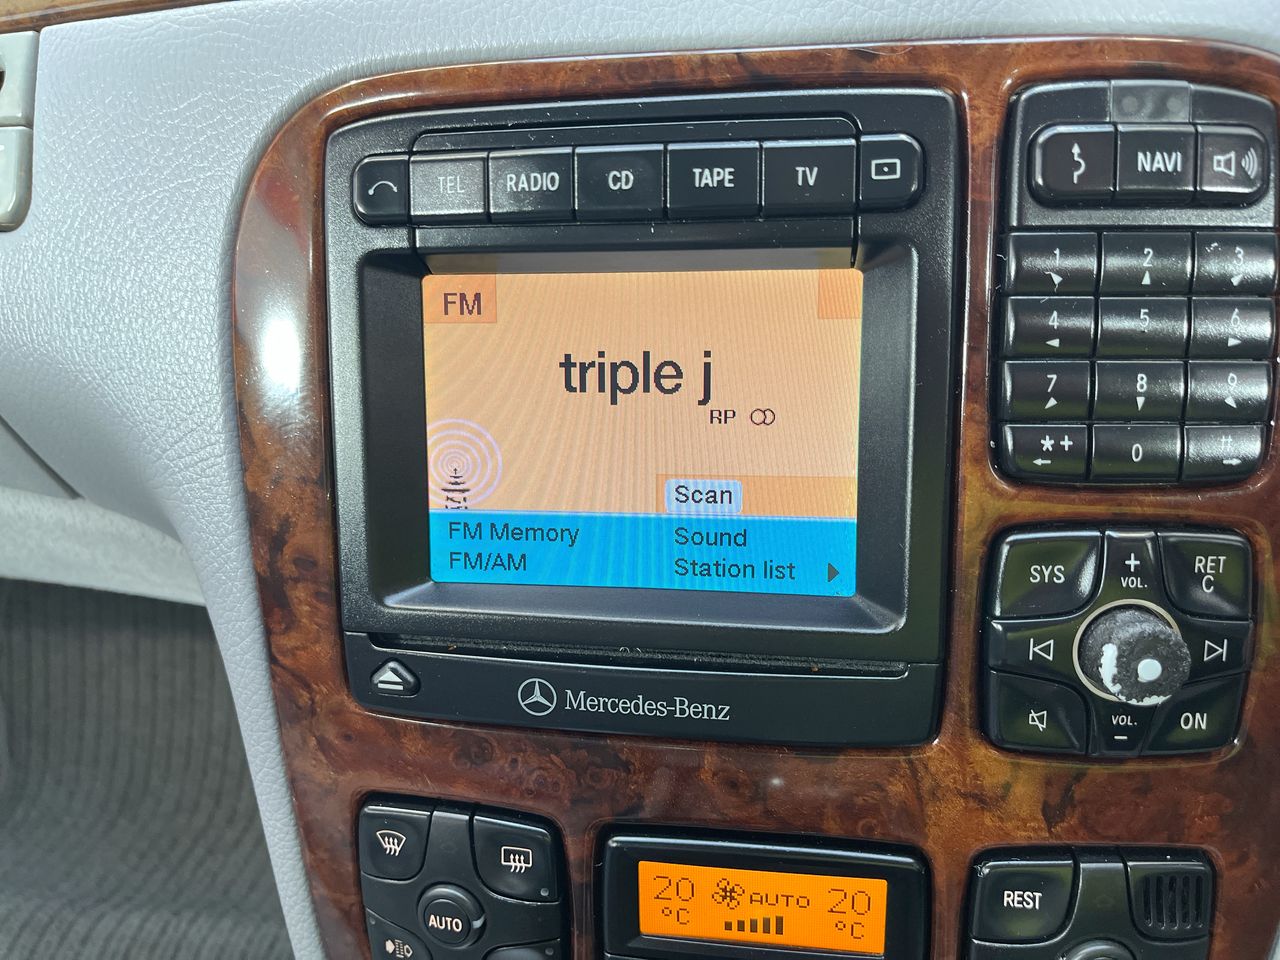 TEL RADIO CD TAPE TV
NAVI
FM
triple j
RP
Scan
FM Memory Sound
FM/AM Station list
Mercedes-Benz
1 2 3
4 5 6
7 8 9
*+ 0 #
SYS + VOL. RET C
VOL. - ON
AUTO
20 °C AUTO 20 °C
REST